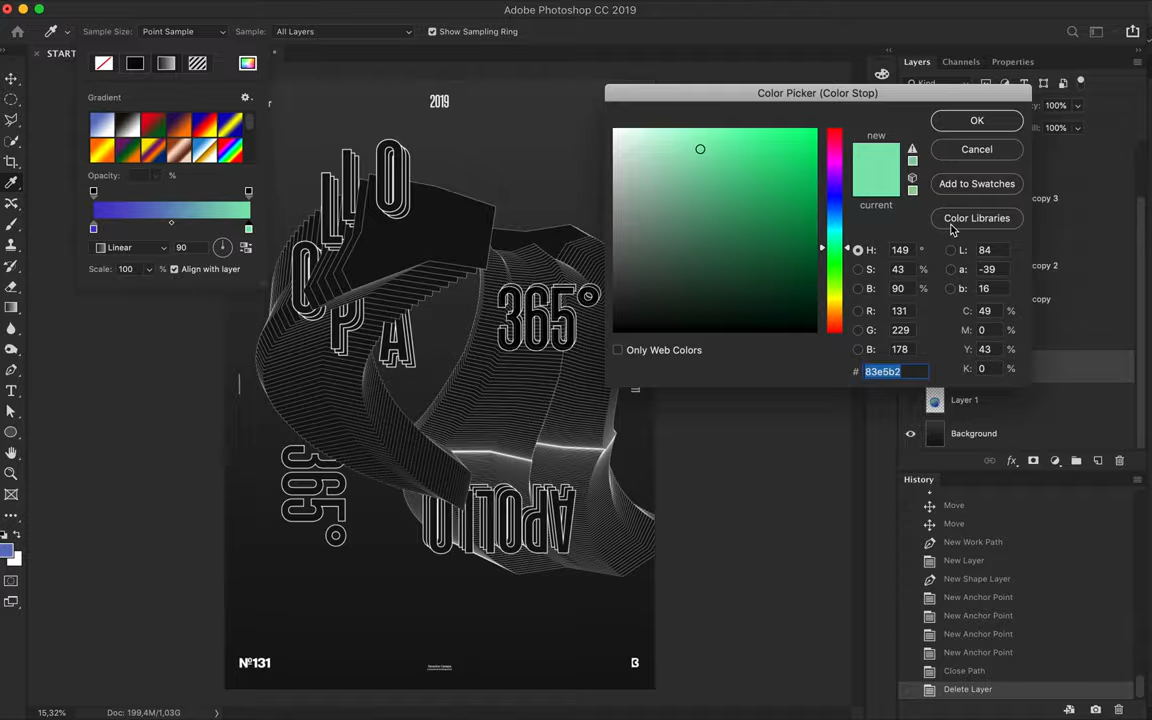 Adobe Photoshop CC 2019
Sample Size: Point Sample Sample: All Layers Show Sampling Ring
START
Gradient
Opacity: %
Linear 90
Scale: 100 Align with layer
2019
365°
365°
APOLLO
Nº131
B
Color Picker (Color Stop)
new
current
OK
Cancel
Add to Swatches
Color Libraries
H: 149 °
S: 43 %
B: 90 %
R: 131
G: 229
B: 178
L: 84
a: -39
b: 16
C: 49 %
M: 0 %
Y: 43 %
K: 0 %
Only Web Colors
# 83e5b2
Layers Channels Properties
Kind
100%
100%
copy 3
copy 2
copy
Layer 1
Background
fx
History
Move
Move
New Work Path
New Layer
New Shape Layer
New Anchor Point
New Anchor Point
New Anchor Point
New Anchor Point
Close Path
Delete Layer
15,32% Doc: 199,4M/1,03G